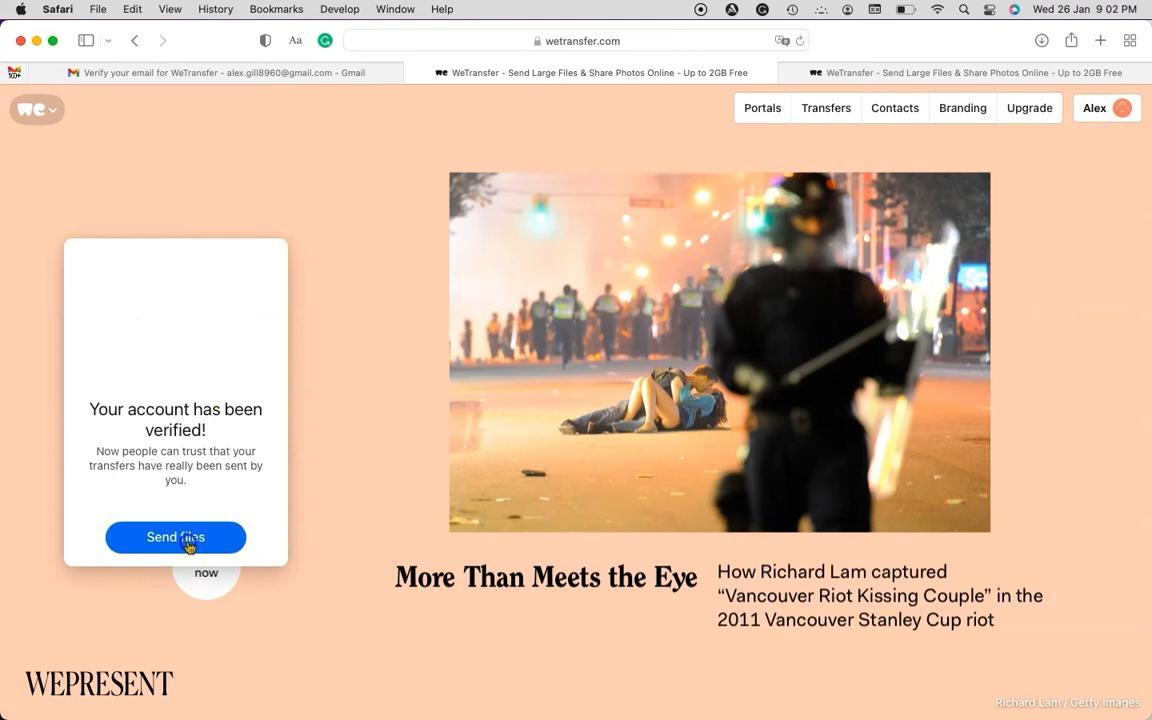 Safari File Edit View History Bookmarks Develop Window Help Wed 26 Jan 9 02 PM
AA wetransfer.com
Verify your email for WeTransfer - alex.gill8960@gmail.com - Gmail
we WeTransfer - Send Large Files & Share Photos Online - Up to 2GB Free
we WeTransfer - Send Large Files & Share Photos Online - Up to 2GB Free
we
Portals Transfers Contacts Branding Upgrade Alex
Your account has been
verified!
Now people can trust that your
transfers have really been sent by
you.
Send files
now
More Than Meets the Eye
How Richard Lam captured
“Vancouver Riot Kissing Couple” in the
2011 Vancouver Stanley Cup riot
WEPRESENT
Richard Lam / Getty Images